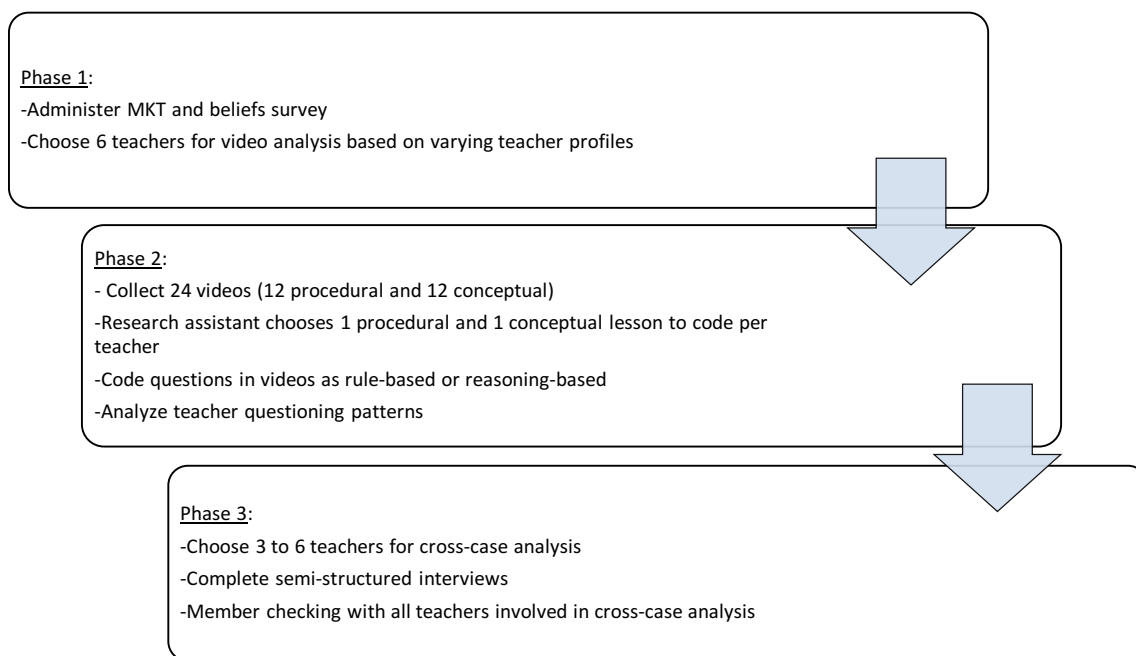 Phase 1:
-Administer MKT and beliefs survey
-Choose 6 teachers for video analysis based on varying teacher profiles
Phase 2:
- Collect 24 videos (12 procedural and 12 conceptual)
-Research assistant chooses 1 procedural and 1 conceptual lesson to code per
teacher
-Code questions in videos as rule-based or reasoning-based
-Analyze teacher questioning patterns
Phase 3:
-Choose 3 to 6 teachers for cross-case analysis
-Complete semi-structured interviews
-Member checking with all teachers involved in cross-case analysis